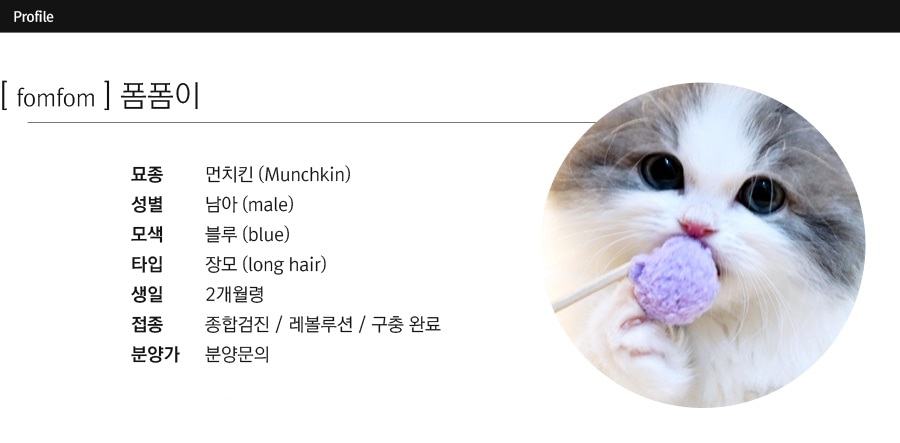 Profile
[ fomfom ] 폼폼이
묘종 먼치킨 (Munchkin)
성별 남아 (male)
모색 블루 (blue)
타입 장모 (long hair)
생일 2개월령
접종 종합검진 / 레볼루션 / 구충 완료
분양가 분양문의